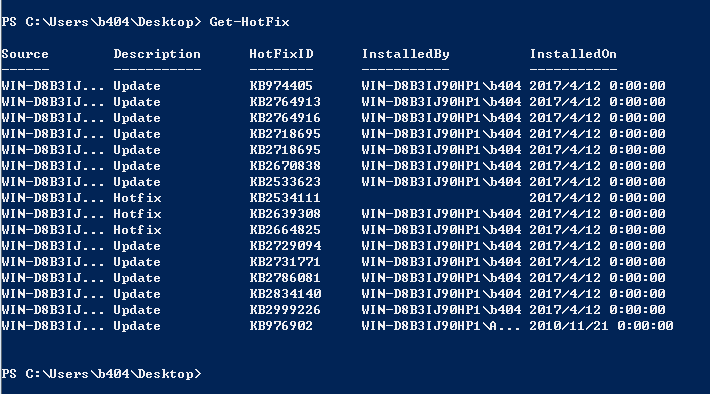 PS C:\Users\b404\Desktop> Get-HotFix
Source Description HotFixID InstalledBy InstalledOn
------ ----------- -------- ----------- -----------
WIN-D8B3IJ... Update KB974405 WIN-D8B3IJ90HP1\b404 2017/4/12 0:00:00
WIN-D8B3IJ... Update KB2764913 WIN-D8B3IJ90HP1\b404 2017/4/12 0:00:00
WIN-D8B3IJ... Update KB2764916 WIN-D8B3IJ90HP1\b404 2017/4/12 0:00:00
WIN-D8B3IJ... Update KB2718695 WIN-D8B3IJ90HP1\b404 2017/4/12 0:00:00
WIN-D8B3IJ... Update KB2718695 WIN-D8B3IJ90HP1\b404 2017/4/12 0:00:00
WIN-D8B3IJ... Update KB2670838 WIN-D8B3IJ90HP1\b404 2017/4/12 0:00:00
WIN-D8B3IJ... Update KB2533623 WIN-D8B3IJ90HP1\b404 2017/4/12 0:00:00
WIN-D8B3IJ... Hotfix KB2534111 2017/4/12 0:00:00
WIN-D8B3IJ... Hotfix KB2639308 WIN-D8B3IJ90HP1\b404 2017/4/12 0:00:00
WIN-D8B3IJ... Hotfix KB2664825 WIN-D8B3IJ90HP1\b404 2017/4/12 0:00:00
WIN-D8B3IJ... Update KB2729094 WIN-D8B3IJ90HP1\b404 2017/4/12 0:00:00
WIN-D8B3IJ... Update KB2731771 WIN-D8B3IJ90HP1\b404 2017/4/12 0:00:00
WIN-D8B3IJ... Update KB2786081 WIN-D8B3IJ90HP1\b404 2017/4/12 0:00:00
WIN-D8B3IJ... Update KB2834140 WIN-D8B3IJ90HP1\b404 2017/4/12 0:00:00
WIN-D8B3IJ... Update KB2999226 WIN-D8B3IJ90HP1\b404 2017/4/12 0:00:00
WIN-D8B3IJ... Update KB976902 WIN-D8B3IJ90HP1\A... 2010/11/21 0:00:00
PS C:\Users\b404\Desktop>